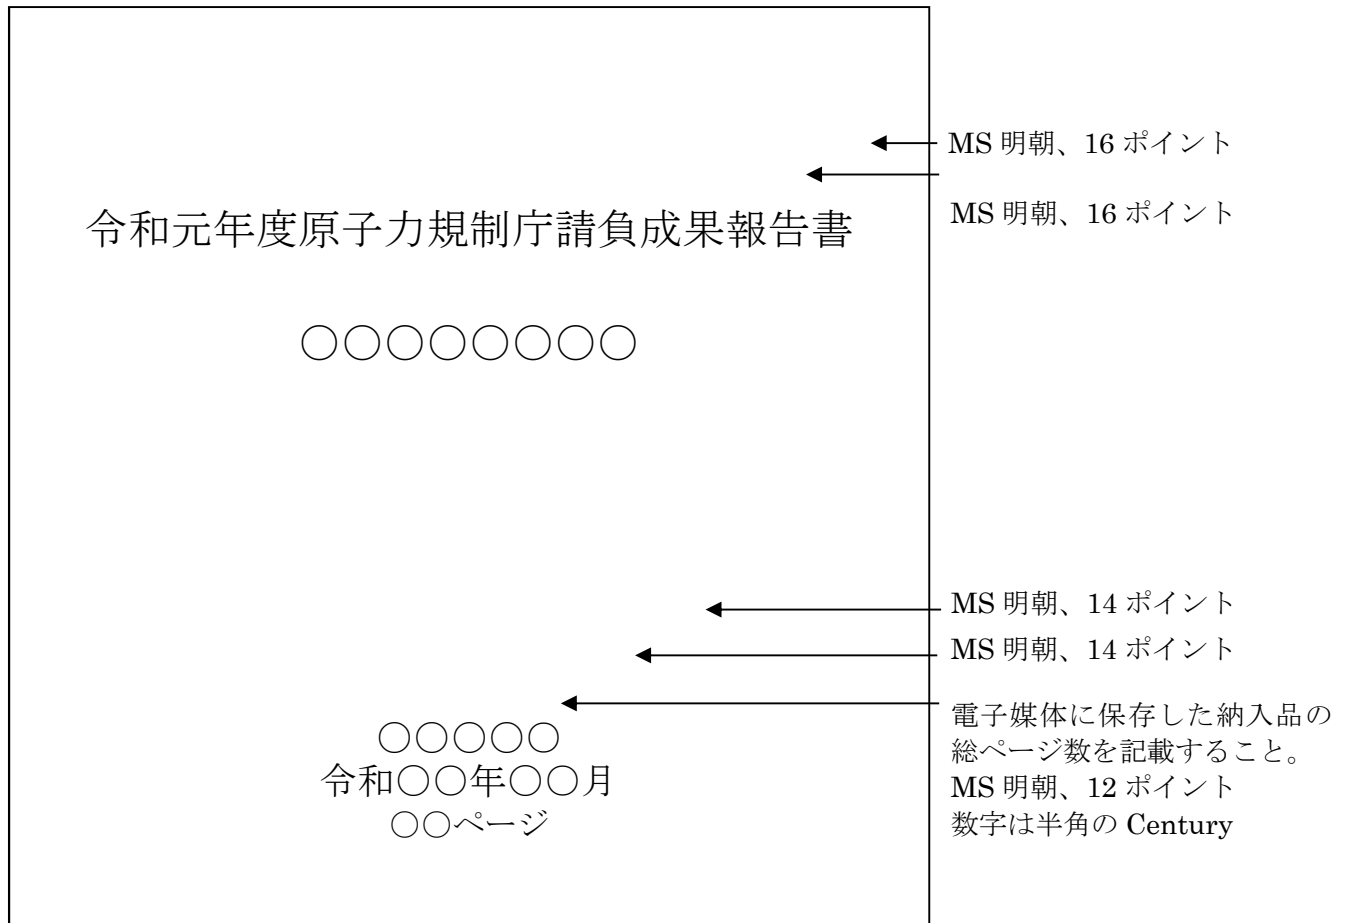 MS 明朝、16 ポイント
MS 明朝、16 ポイント
令和元年度原子力規制庁請負成果報告書
○○○○○○○○
MS 明朝、14 ポイント
MS 明朝、14 ポイント
電子媒体に保存した納入品の
総ページ数を記載すること。
MS 明朝、12 ポイント
数字は半角の Century
○○○○○
令和○○年○○月
○○ページ